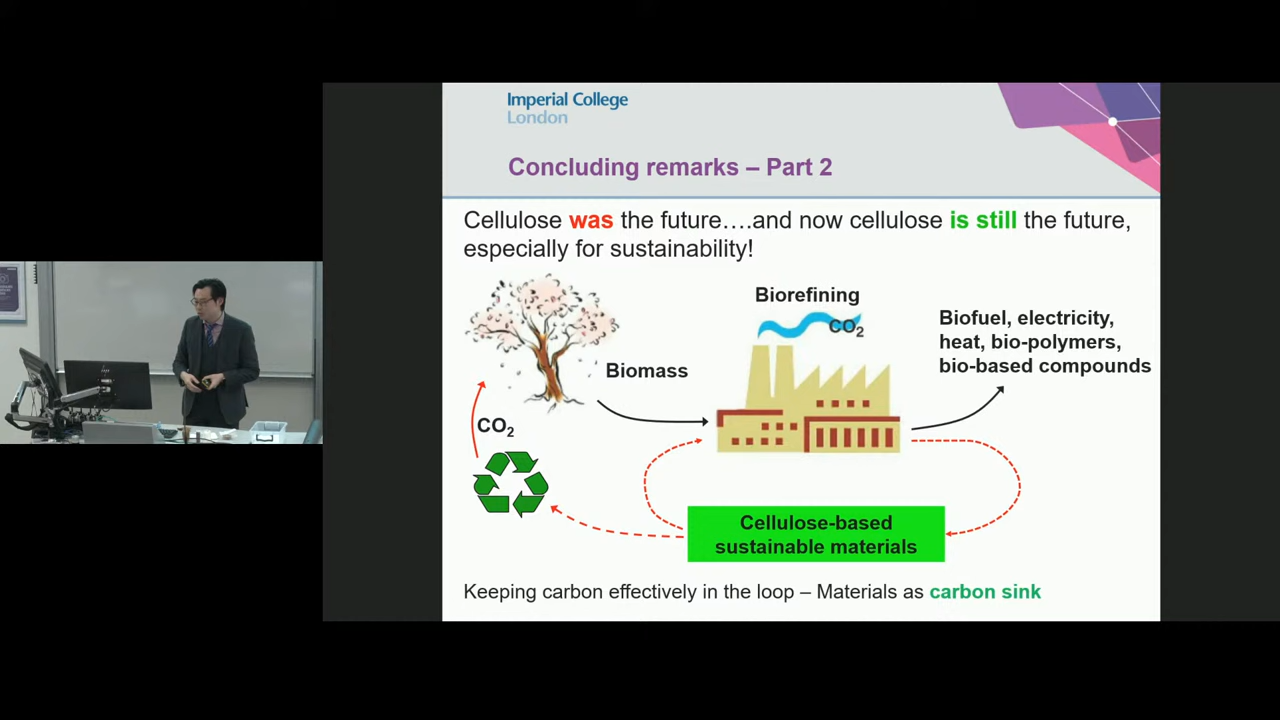 Imperial College
London
Concluding remarks – Part 2
Cellulose was the future….and now cellulose is still the future,
especially for sustainability!
Biorefining
CO2
Biofuel, electricity,
heat, bio-polymers,
bio-based compounds
Biomass
CO2
Cellulose-based
sustainable materials
Keeping carbon effectively in the loop – Materials as carbon sink